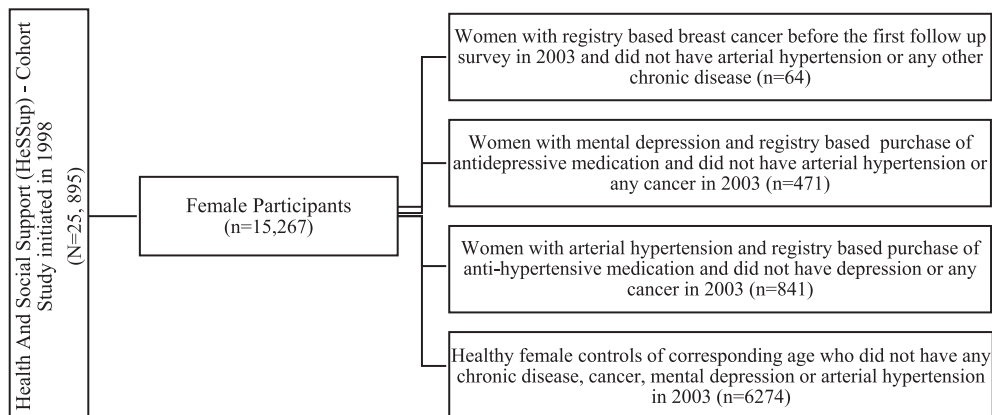 Health And Social Support (HeSSup) - Cohort
Study initiated in 1998
(N=25, 895)
Female Participants
(n=15,267)
Women with registry based breast cancer before the first follow up
survey in 2003 and did not have arterial hypertension or any other
chronic disease (n=64)
Women with mental depression and registry based purchase of
antidepressive medication and did not have arterial hypertension or
any cancer in 2003 (n=471)
Women with arterial hypertension and registry based purchase of
anti-hypertensive medication and did not have depression or any
cancer in 2003 (n=841)
Healthy female controls of corresponding age who did not have any
chronic disease, cancer, mental depression or arterial hypertension
in 2003 (n=6274)